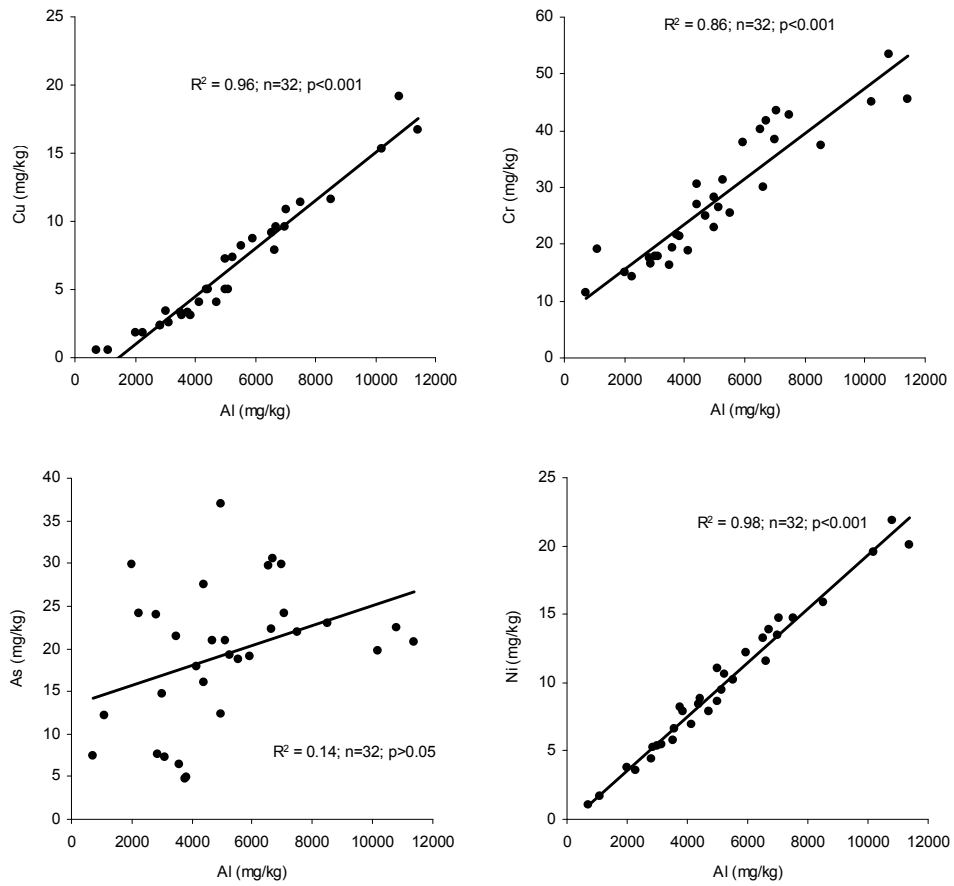 25
20
15
10
5
0
Cu (mg/kg)
R² = 0.96; n=32; p<0.001
0 2000 4000 6000 8000 10000 12000
Al (mg/kg)
60
50
40
30
20
10
0
Cr (mg/kg)
R² = 0.86; n=32; p<0.001
0 2000 4000 6000 8000 10000 12000
Al (mg/kg)
40
35
30
25
20
15
10
5
0
As (mg/kg)
R² = 0.14; n=32; p>0.05
0 2000 4000 6000 8000 10000 12000
Al (mg/kg)
25
20
15
10
5
0
Ni (mg/kg)
R² = 0.98; n=32; p<0.001
0 2000 4000 6000 8000 10000 12000
Al (mg/kg)